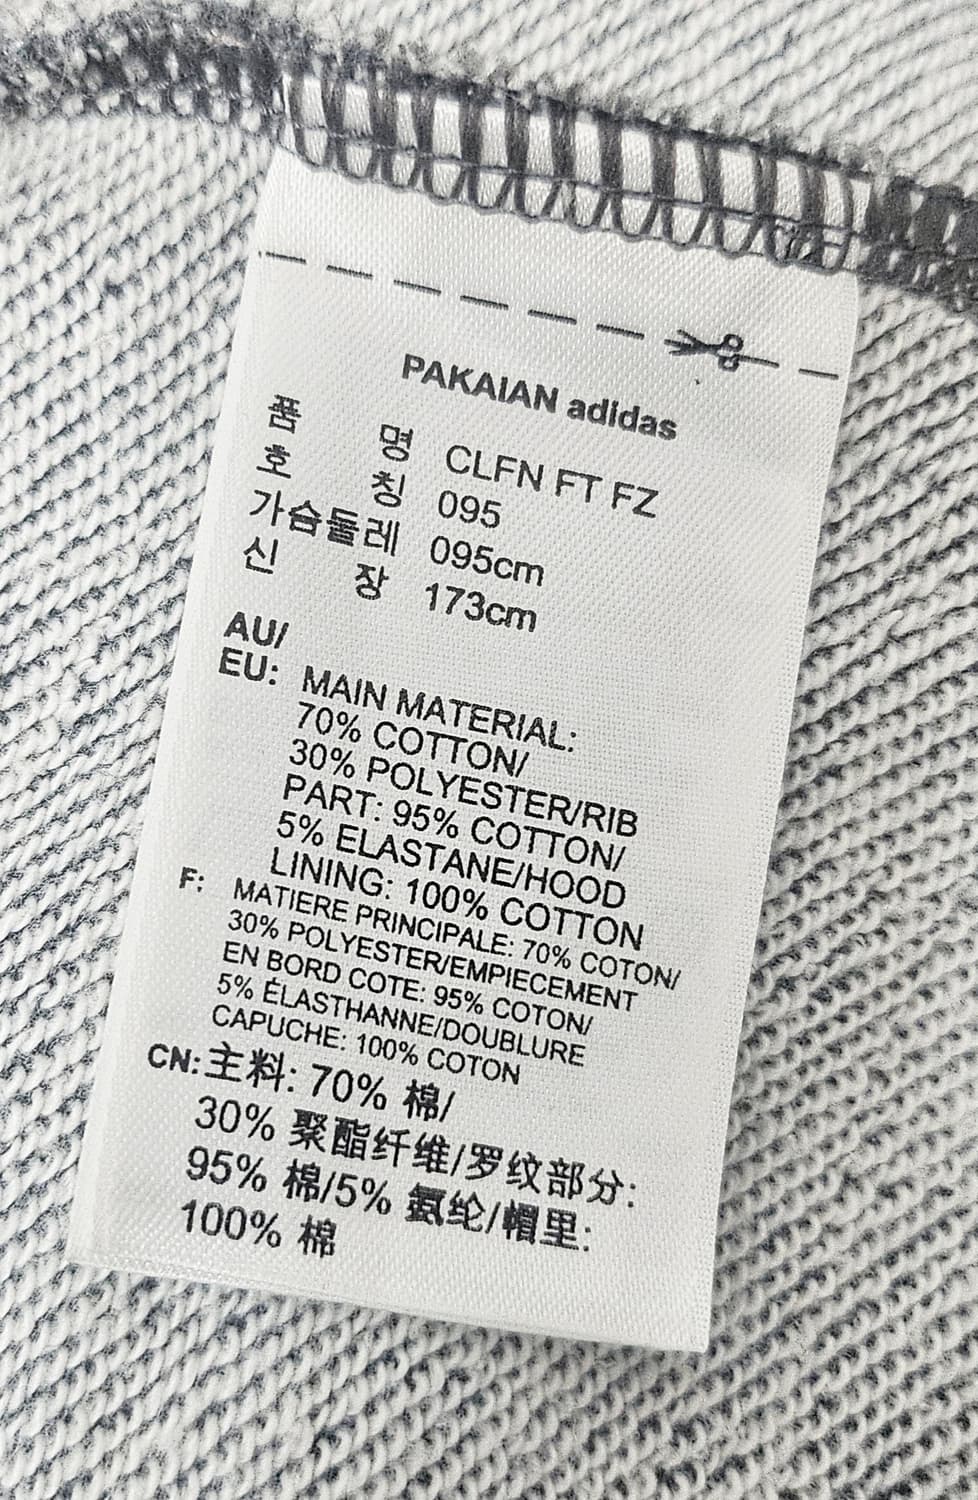 PAKAIAN adidas
품 명 CLFN FT FZ
호 칭 095
가슴둘레 095cm
신 장 173cm
AU/
EU: MAIN MATERIAL:
70% COTTON/
30% POLYESTER/RIB
PART: 95% COTTON/
5% ELASTANE/HOOD
LINING: 100% COTTON
F: MATIERE PRINCIPALE: 70% COTON/
30% POLYESTER/EMPIECEMENT
EN BORD COTE: 95% COTON/
5% ÉLASTHANNE/DOUBLURE
CAPUCHE: 100% COTON
CN: 主料: 70% 棉/
30% 聚酯纤维/罗纹部分:
95% 棉/5% 氨纶/帽里:
100% 棉